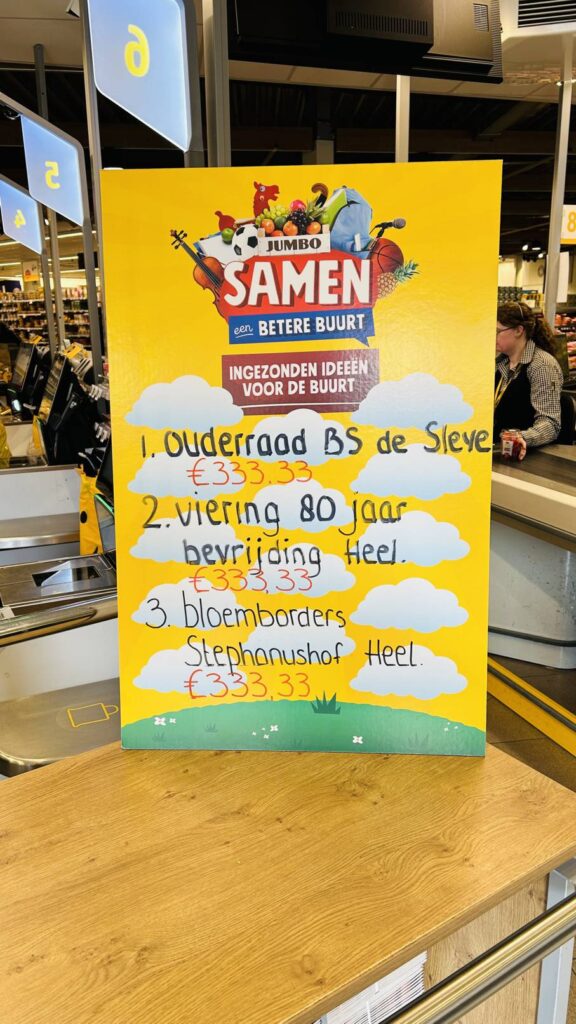 6
5
4
8
JUMBO
SAMEN
een BETERE BUURT
INGEZONDEN IDEEËN
VOOR DE BUURT
1. Ouderraad BS de Sleve
€333.33
2. viering 80 jaar
bevrijding Heel.
€333,33
3. bloemborders
Stephanushof Heel.
€333,33